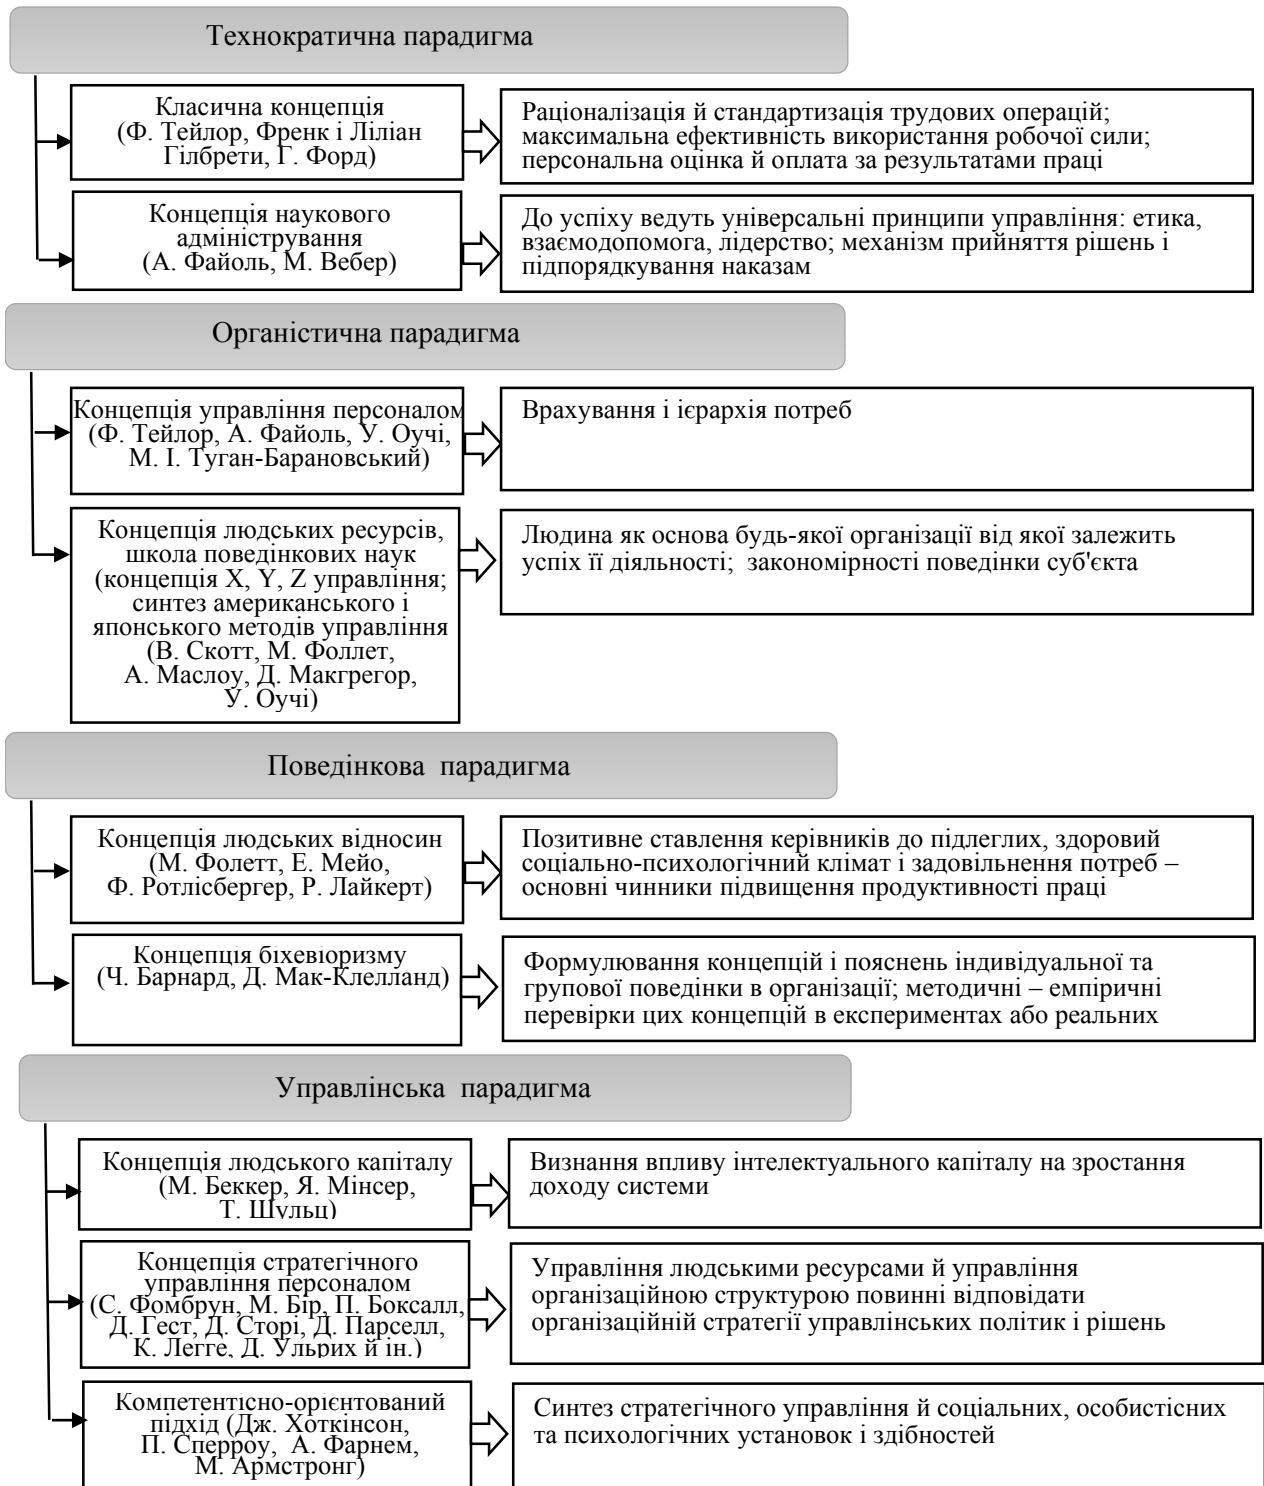 Технократична парадигма
Класична концепція
(Ф. Тейлор, Френк і Ліліан
Гілбрети, Г. Форд)
Раціоналізація й стандартизація трудових операцій;
максимальна ефективність використання робочої сили;
персональна оцінка й оплата за результатами праці
Концепція наукового
адміністрування
(А. Файоль, М. Вебер)
До успіху ведуть універсальні принципи управління: етика,
взаємодопомога, лідерство; механізм прийняття рішень і
підпорядкування наказам
Органістична парадигма
Концепція управління персоналом
(Ф. Тейлор, А. Файоль, У. Оучі,
М. І. Туган-Барановський)
Врахування і ієрархія потреб
Концепція людських ресурсів,
школа поведінкових наук
(концепція X, Y, Z управління;
синтез американського і
японського методів управління
(В. Скотт, М. Фоллет,
А. Маслоу, Д. Макгрегор,
У. Оучі)
Людина як основа будь-якої організації від якої залежить
успіх її діяльності; закономірності поведінки суб'єкта
Поведінкова парадигма
Концепція людських відносин
(М. Фолетт, Е. Мейо,
Ф. Ротлісбергер, Р. Лайкерт)
Позитивне ставлення керівників до підлеглих, здоровий
соціально-психологічний клімат і задовільнення потреб –
основні чинники підвищення продуктивності праці
Концепція біхевіоризму
(Ч. Барнард, Д. Мак-Клелланд)
Формулювання концепцій і пояснень індивідуальної та
групової поведінки в організації; методичні – емпіричні
перевірки цих концепцій в експериментах або реальних
Управлінська парадигма
Концепція людського капіталу
(М. Беккер, Я. Мінсер,
Т. Шульц)
Визнання впливу інтелектуального капіталу на зростання
доходу системи
Концепція стратегічного
управління персоналом
(С. Фомбрун, М. Бір, П. Боксалл,
Д. Гест, Д. Сторі, Д. Парселл,
К. Легге, Д. Ульрих й ін.)
Управління людськими ресурсами й управління
організаційною структурою повинні відповідати
організаційній стратегії управлінських політик і рішень
Компетентісно-орієнтований
підхід (Дж. Хоткінсон,
П. Сперроу, А. Фарнем,
М. Армстронг)
Синтез стратегічного управління й соціальних, особистісних
та психологічних установок і здібностей